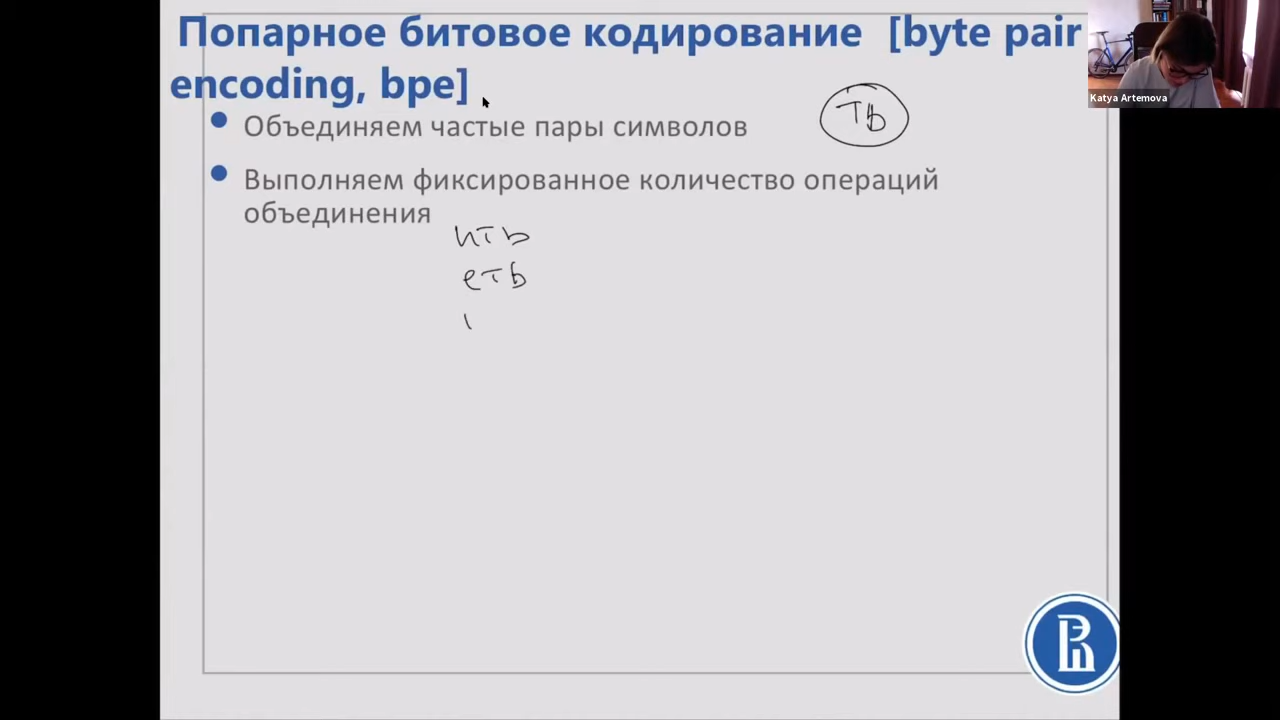 Попарное битовое кодирование [byte pair
encoding, bpe]
Katya Artemova
Объединяем частые пары символов
ть
Выполняем фиксированное количество операций
объединения
ить
еть